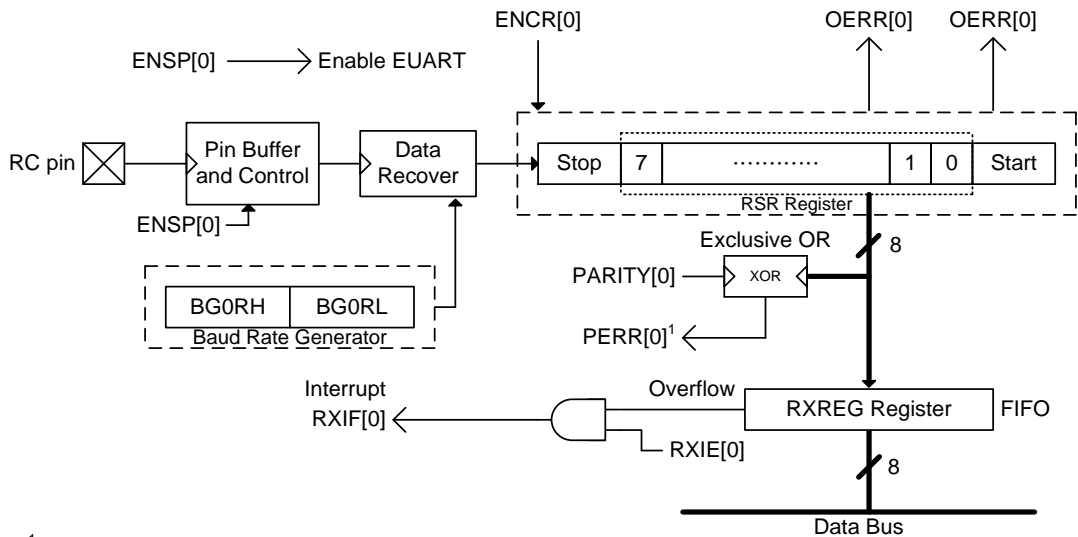 ENCR[0]
OERR[0]
OERR[0]
ENSP[0]
Enable EUART
RC pin
Pin Buffer
and Control
Data
Recover
Stop
7
............
1
0
Start
RSR Register
ENSP[0]
Exclusive OR
8
PARITY[0]
XOR
BG0RH
BG0RL
Baud Rate Generator
PERR[0]¹
Interrupt
RXIF[0]
Overflow
RXREG Register
FIFO
RXIE[0]
8
Data Bus